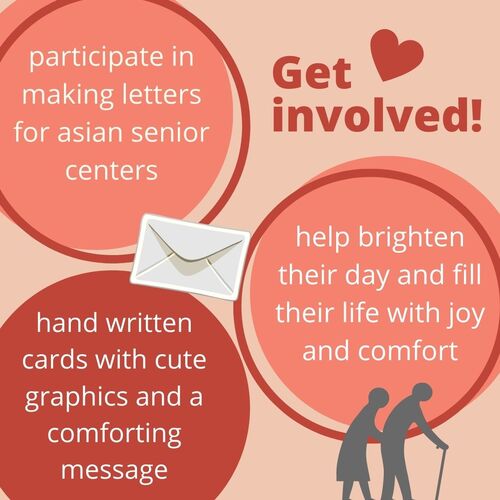 participate in
making letters
for asian senior
centers
Get
involved!
help brighten
their day and fill
their life with joy
and comfort
hand written
cards with cute
graphics and a
comforting
message